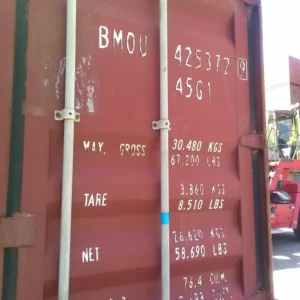 BMOU 425372 9
45G1
MAX. GROSS 30.480 KGS
67.200 LBS
TARE 3.860 KGS
8.510 LBS
NET 26.620 KGS
58.690 LBS
76.4 CU.M.